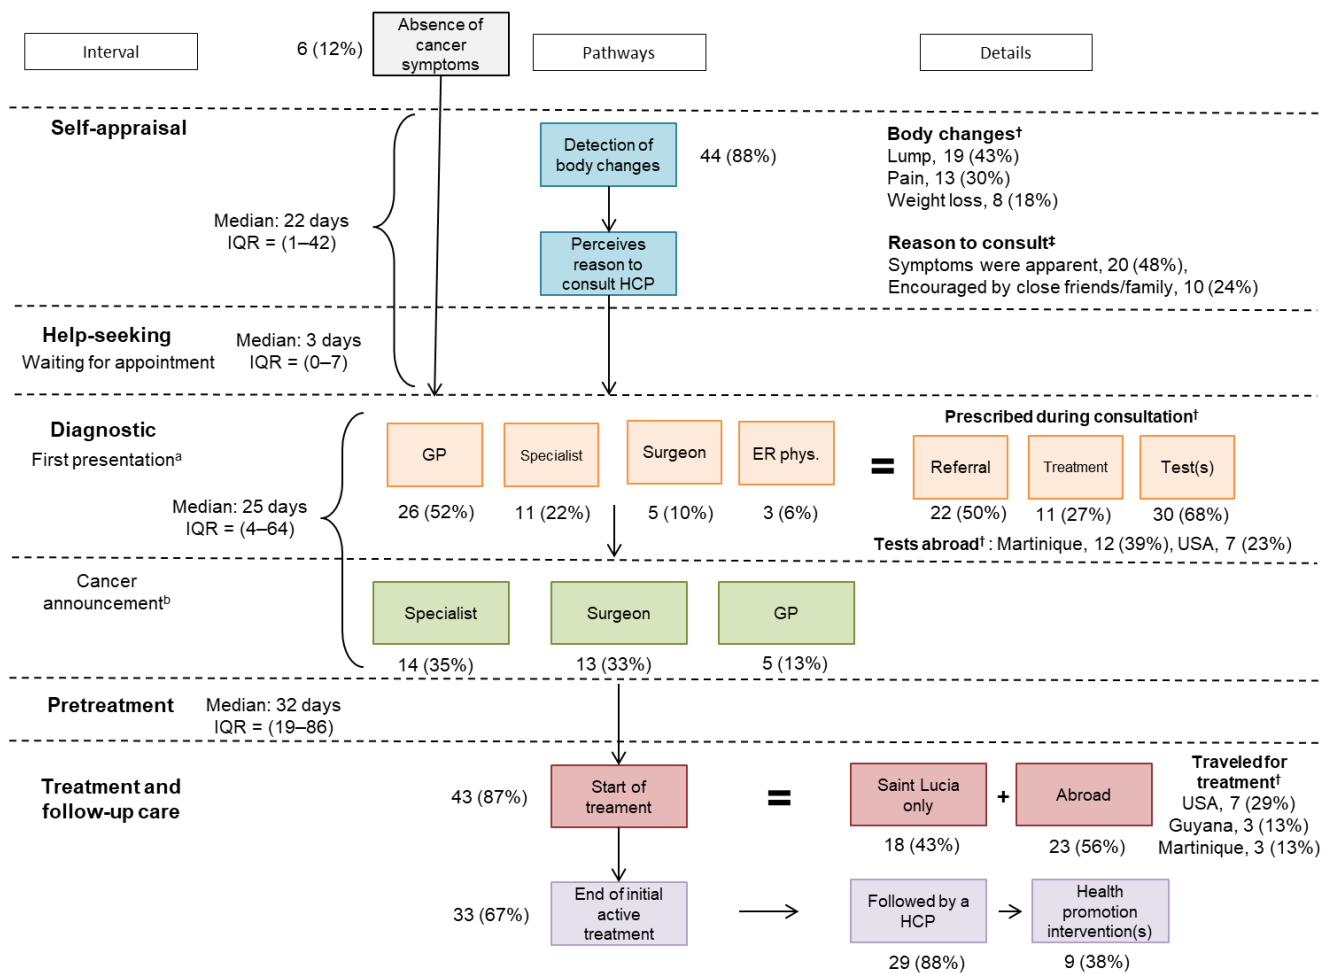 Interval
6 (12%)
Absence of
cancer
symptoms
Pathways
Details
Self-appraisal
Median: 22 days
IQR = (1–42)
Detection of
body changes
44 (88%)
Perceives
reason to
consult HCP
Body changes†
Lump, 19 (43%)
Pain, 13 (30%)
Weight loss, 8 (18%)
Reason to consult‡
Symptoms were apparent, 20 (48%),
Encouraged by close friends/family, 10 (24%)
Help-seeking
Waiting for appointment
Median: 3 days
IQR = (0–7)
Diagnostic
First presentationᵃ
Median: 25 days
IQR = (4–64)
GP
Specialist
Surgeon
ER phys.
26 (52%)
11 (22%)
5 (10%)
3 (6%)
=
Prescribed during consultation†
Referral
Treatment
Test(s)
22 (50%)
11 (27%)
30 (68%)
Tests abroad† : Martinique, 12 (39%), USA, 7 (23%)
Cancer
announcementᵇ
Specialist
Surgeon
GP
14 (35%)
13 (33%)
5 (13%)
Pretreatment
Median: 32 days
IQR = (19–86)
Treatment and
follow-up care
43 (87%)
Start of
treament
=
Saint Lucia
only
+
Abroad
18 (43%)
23 (56%)
Traveled for
treatment†
USA, 7 (29%)
Guyana, 3 (13%)
Martinique, 3 (13%)
33 (67%)
End of initial
active
treatment
Followed by a
HCP
Health
promotion
intervention(s)
29 (88%)
9 (38%)